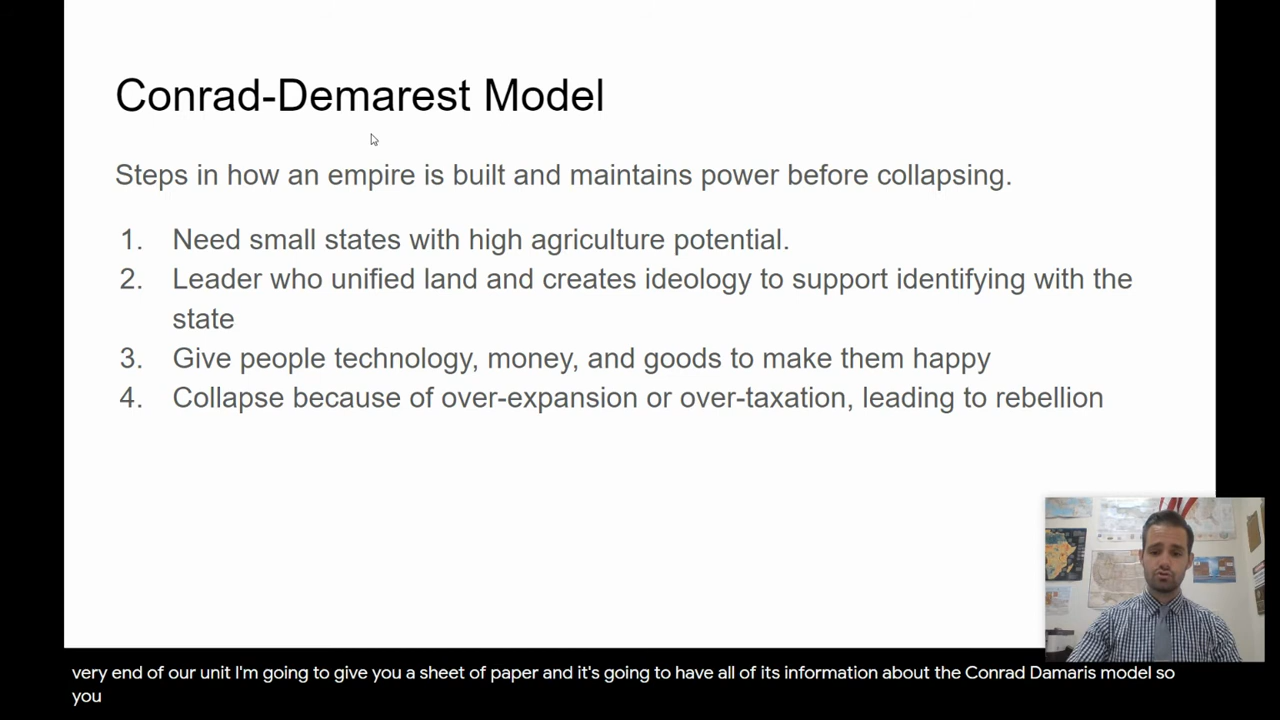 Conrad-Demarest Model
Steps in how an empire is built and maintains power before collapsing.
1. Need small states with high agriculture potential.
2. Leader who unified land and creates ideology to support identifying with the
state
3. Give people technology, money, and goods to make them happy
4. Collapse because of over-expansion or over-taxation, leading to rebellion
very end of our unit I'm going to give you a sheet of paper and it's going to have all of its information about the Conrad Damaris model so
you